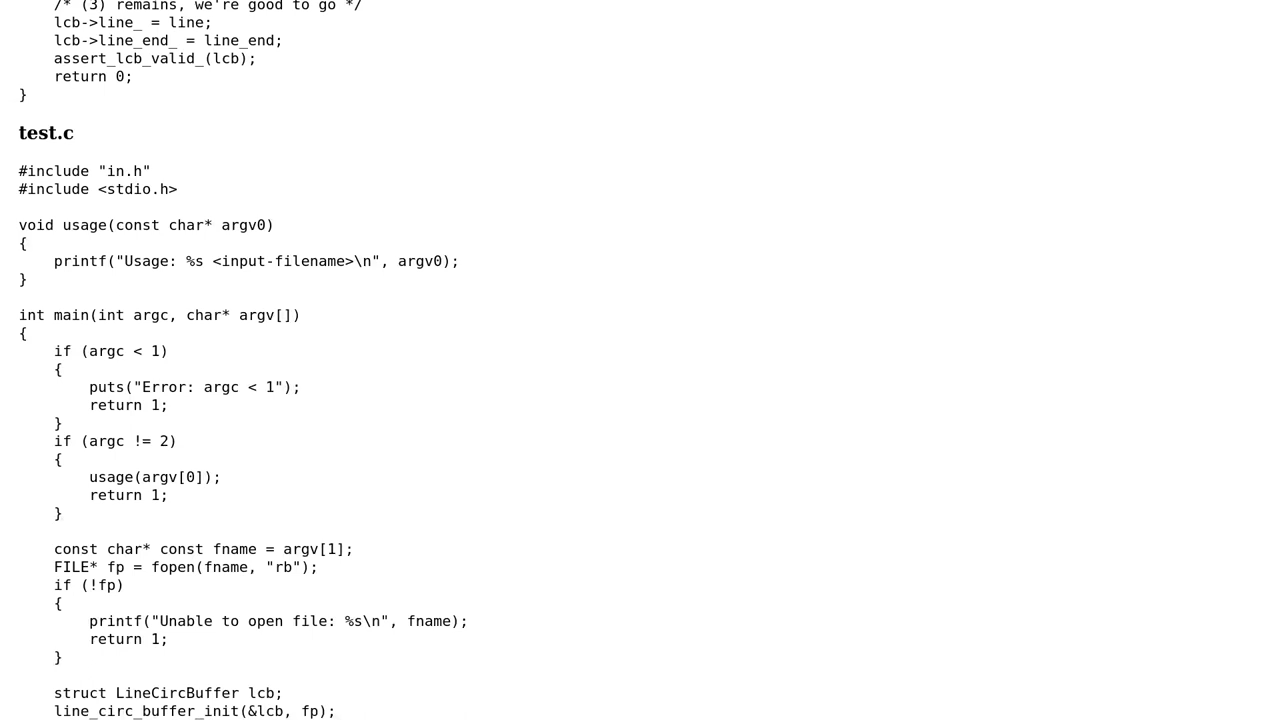 /* (3) remains, we're good to go */
    lcb->line_ = line;
    lcb->line_end_ = line_end;
    assert_lcb_valid_(lcb);
    return 0;
}
test.c
#include "in.h"
#include <stdio.h>

void usage(const char* argv0)
{
    printf("Usage: %s <input-filename>\n", argv0);
}

int main(int argc, char* argv[])
{
    if (argc < 1)
    {
        puts("Error: argc < 1");
        return 1;
    }
    if (argc != 2)
    {
        usage(argv[0]);
        return 1;
    }

    const char* const fname = argv[1];
    FILE* fp = fopen(fname, "rb");
    if (!fp)
    {
        printf("Unable to open file: %s\n", fname);
        return 1;
    }

    struct LineCircBuffer lcb;
    line_circ_buffer_init(&lcb, fp);